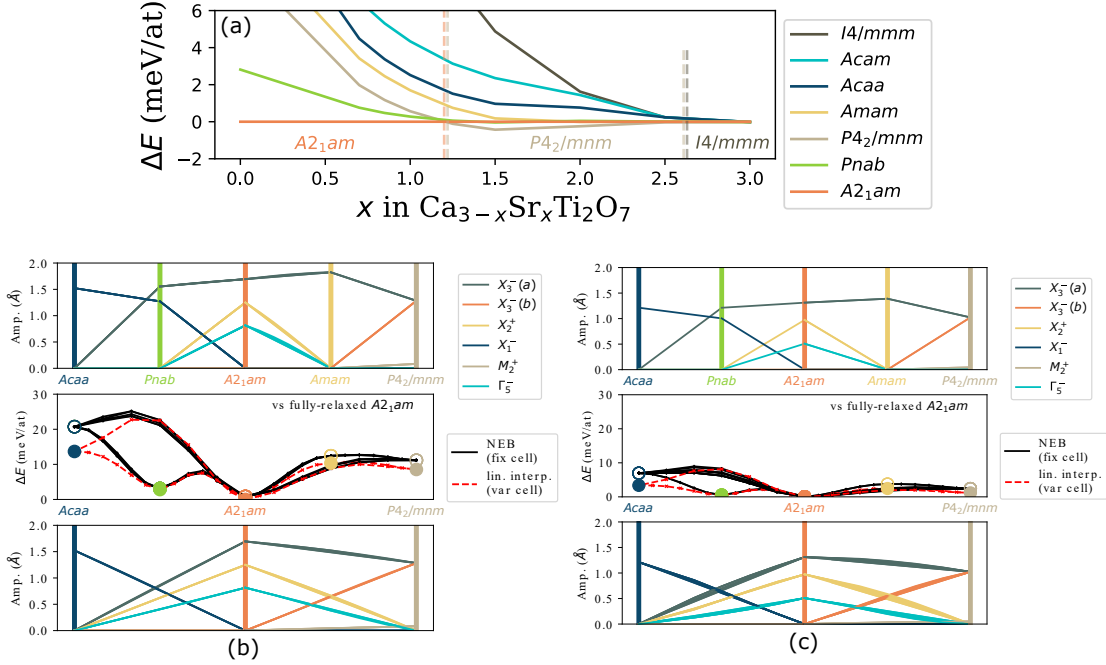 (a)
ΔE (meV/at)
6
4
2
0
−2
0.0 0.5 1.0 1.5 2.0 2.5 3.0
x in Ca₃₋ₓSrₓTi₂O₇
A2₁am
P4₂/mnm
I4/mmm
I4/mmm
Acam
Acaa
Amam
P4₂/mnm
Pnab
A2₁am
Amp. (Å)
2.0
1.5
1.0
0.5
0.0
Acaa Pnab A2₁am Amam P4₂/mnm
X₃⁻(a)
X₃⁻(b)
X₂⁺
X₁⁻
M₂⁺
Γ₅⁻
ΔE (meV/at)
30
20
10
0
vs fully-relaxed A2₁am
Acaa A2₁am P4₂/mnm
NEB
(fix cell)
lin. interp.
(var cell)
Amp. (Å)
2.0
1.5
1.0
0.5
0.0
(b)
Amp. (Å)
2.0
1.5
1.0
0.5
0.0
Acaa Pnab A2₁am Amam P4₂/mnm
X₃⁻(a)
X₃⁻(b)
X₂⁺
X₁⁻
M₂⁺
Γ₅⁻
ΔE (meV/at)
30
20
10
0
vs fully-relaxed A2₁am
Acaa A2₁am P4₂/mnm
NEB
(fix cell)
lin. interp.
(var cell)
Amp. (Å)
2.0
1.5
1.0
0.5
0.0
(c)